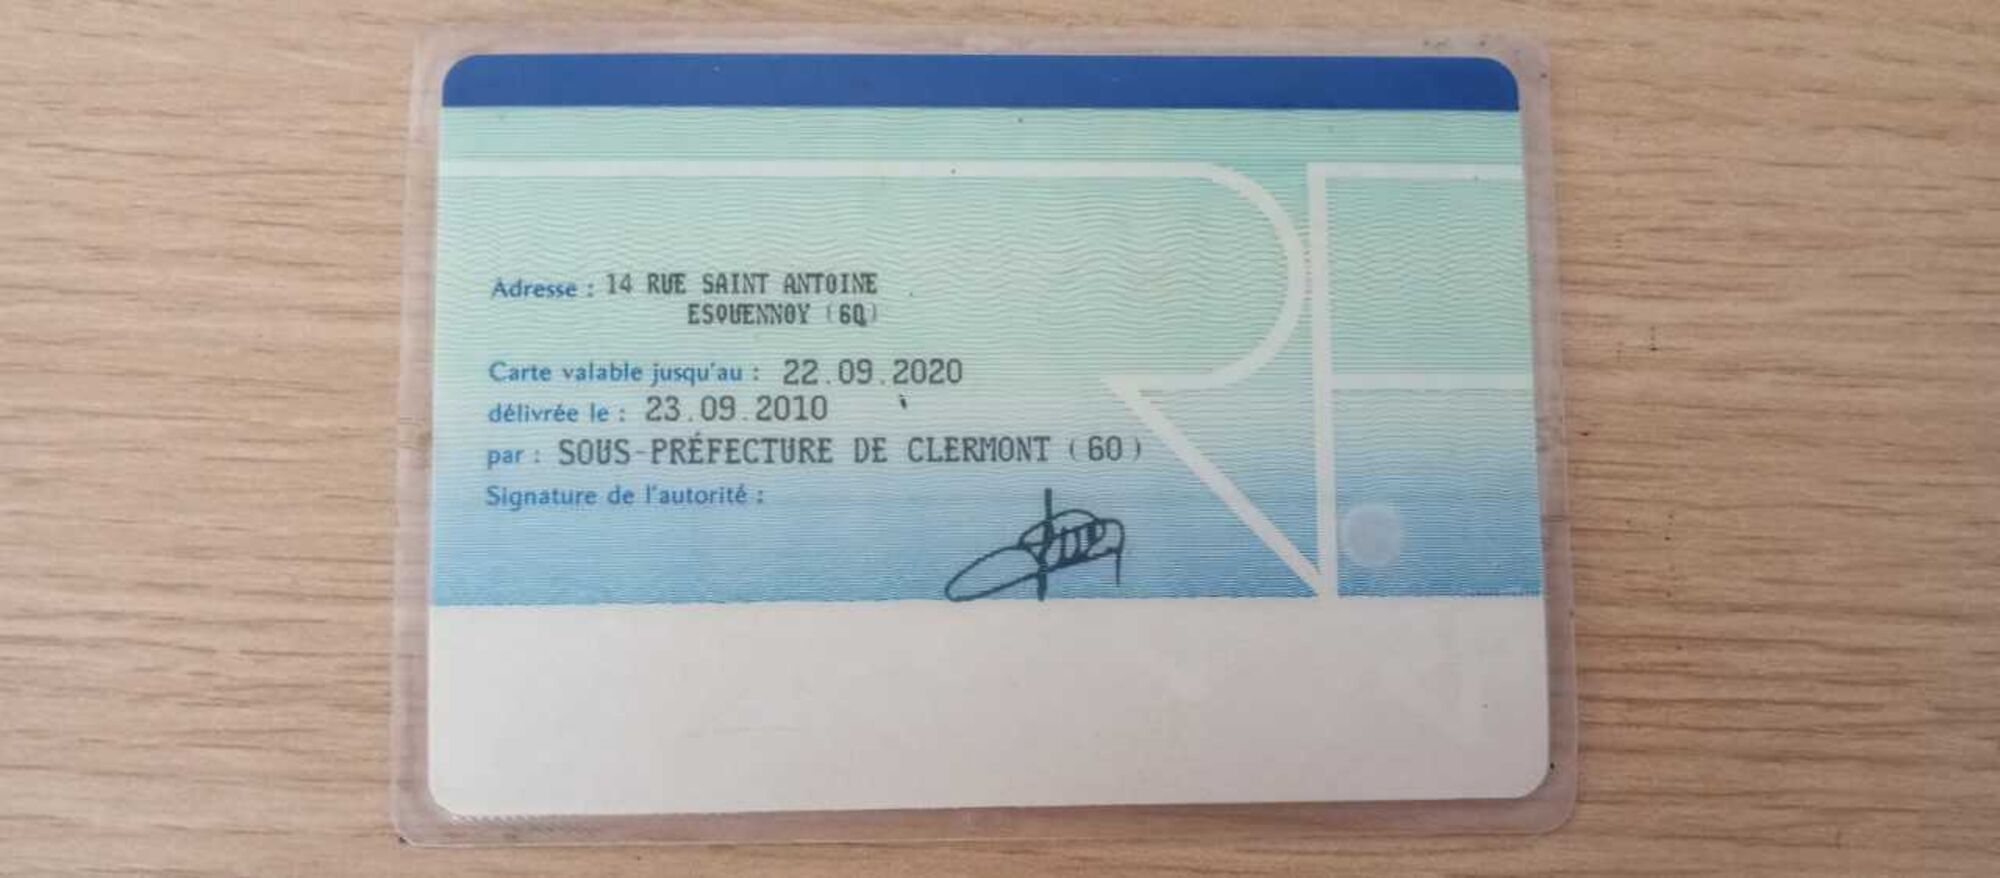 Adresse : 14 RUE SAINT ANTOINE
ESQUENNOY (60)
Carte valable jusqu'au : 22.09.2020
délivrée le : 23.09.2010
par : SOUS-PRÉFECTURE DE CLERMONT (60)
Signature de l'autorité :
RF